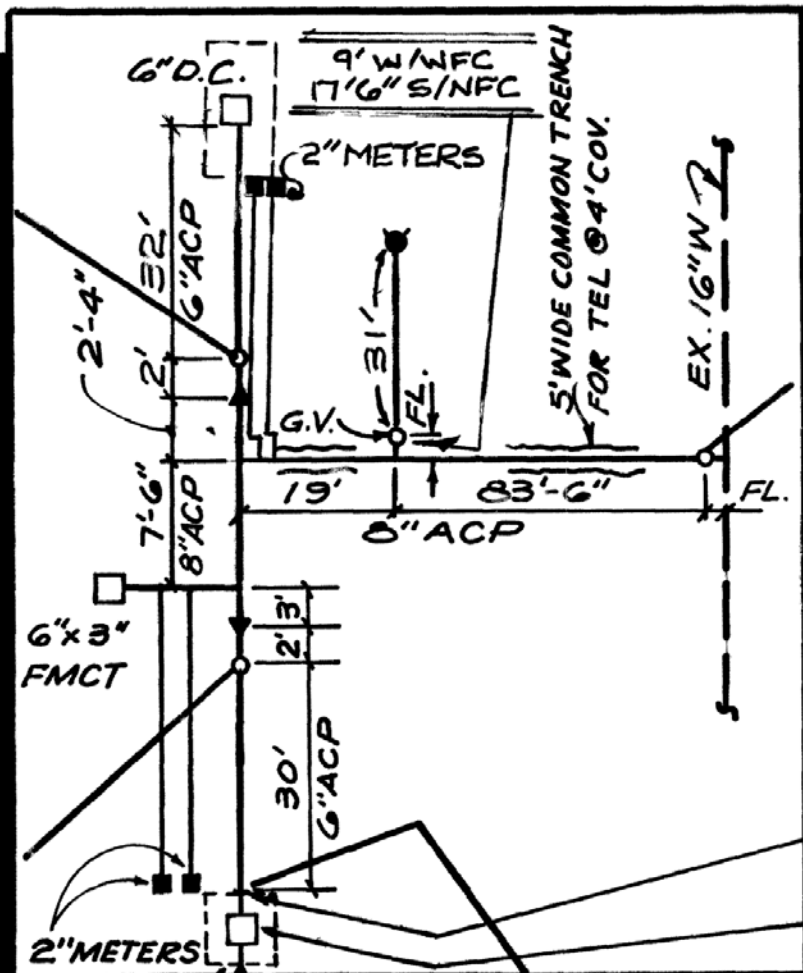 6" D.C.
9' W/WFC
17'6" S/NFC
2" METERS
5' WIDE COMMON TRENCH
FOR TEL @ 4' COV.
EX. 16" W
32'
6" ACP
2'-4"
2'
31'
FL.
G.V.
19'
83'-6"
FL.
8" ACP
7'-6"
8" ACP
6" x 3"
FMCT
3'
2'
30'
6" ACP
2" METERS